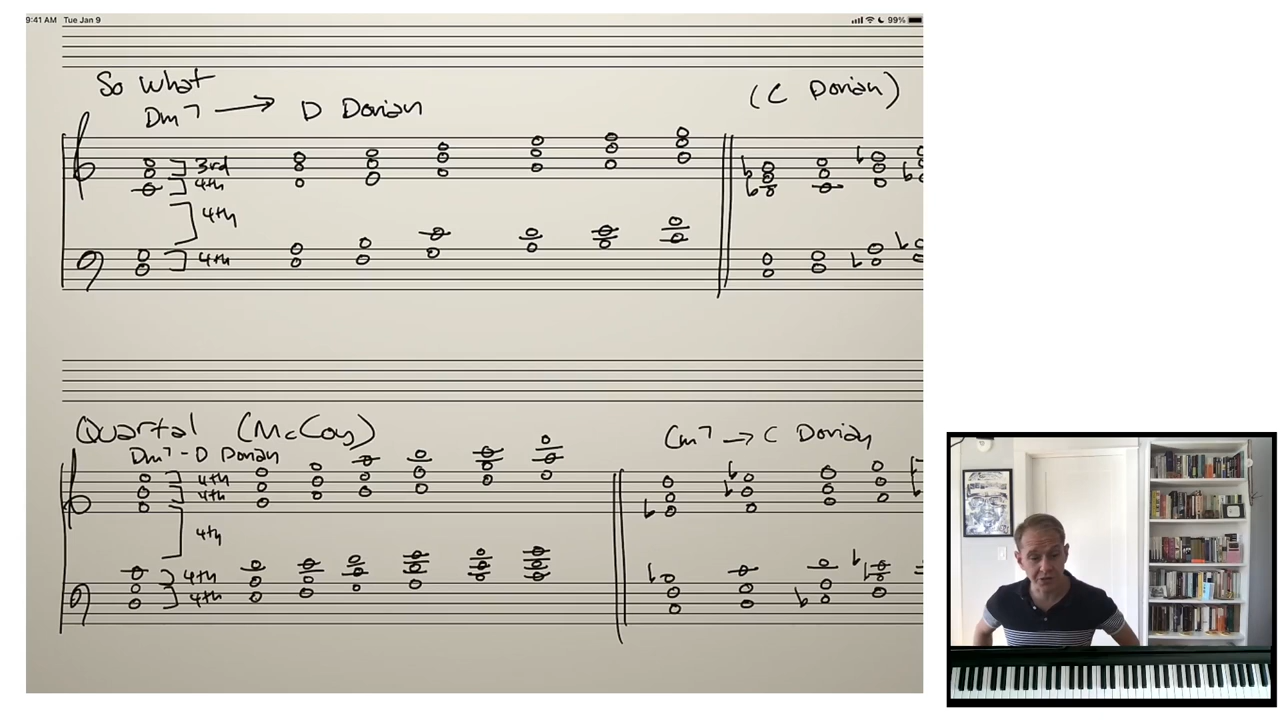 9:41 AM Tue Jan 9 99%
So What
Dm7 → D Dorian (C Dorian)
3rd
4th
4th
4th
Quartal (McCoy)
Dm7 - D Dorian Cm7 → C Dorian
4th
4th
4th
4th
4th